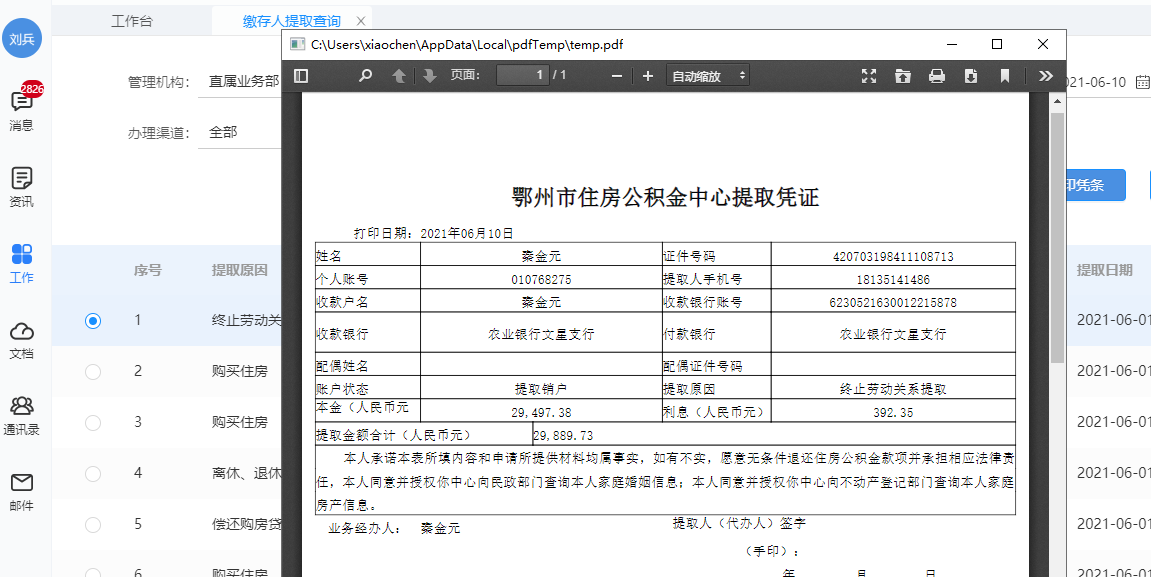 工作台 缴存人提取查询 ×
刘兵
C:\Users\xiaochen\AppData\Local\pdfTemp\temp.pdf
页面: 1 / 1 自动缩放
管理机构: 直属业务部
21-06-10
2826
消息
办理渠道: 全部
印凭条
资讯
鄂州市住房公积金中心提取凭证
打印日期: 2021年06月10日
姓名 秦金元 证件号码 420703198411108713
个人账号 010768275 提取人手机号 18135141486
收款户名 秦金元 收款银行账号 6230521630012215878
收款银行 农业银行文星支行 付款银行 农业银行文星支行
配偶姓名 配偶证件号码
账户状态 提取销户 提取原因 终止劳动关系提取
本金（人民币元 29,497.38 利息（人民币元） 392.35
提取金额合计（人民币元） 29,889.73
本人承诺本表所填内容和申请所提供材料均属事实，如有不实，愿意无条件退还住房公积金款项并承担相应法律责
任，本人同意并授权你中心向民政部门查询本人家庭婚姻信息；本人同意并授权你中心向不动产登记部门查询本人家庭
房产信息。
业务经办人: 秦金元 提取人（代办人）签字
（手印）:
年 月 日
工作
文档
通讯录
邮件
序号 提取原因 提取日期
1 终止劳动关 2021-06-01
2 购买住房 2021-06-01
3 购买住房 2021-06-01
4 离休、退休 2021-06-01
5 偿还购房贷 2021-06-01
6 购买住房 2021-06-01